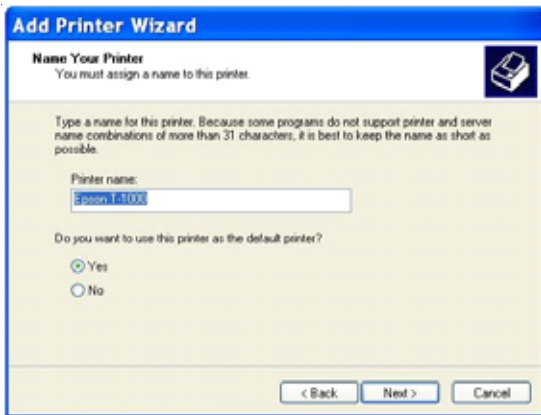 Add Printer Wizard
Name Your Printer
You must assign a name to this printer.
Type a name for this printer. Because some programs do not support printer and server
name combinations of more than 31 characters, it is best to keep the name as short as
possible.
Printer name:
Epson T-1000
Do you want to use this printer as the default printer?
Yes
No
< Back
Next >
Cancel